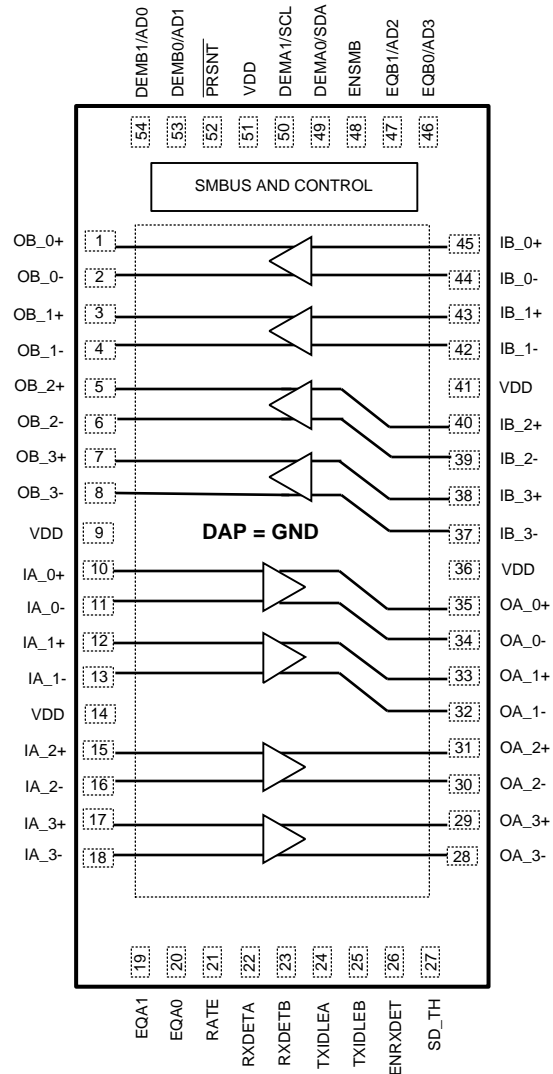 DEMB1/AD0
DEMB0/AD1
PRSNT
VDD
DEMA1/SCL
DEMA0/SDA
ENSMB
EQB1/AD2
EQB0/AD3
54
53
52
51
50
49
48
47
46
SMBUS AND CONTROL
OB_0+ 1 45 IB_0+
OB_0- 2 44 IB_0-
OB_1+ 3 43 IB_1+
OB_1- 4 42 IB_1-
OB_2+ 5 41 VDD
OB_2- 6 40 IB_2+
OB_3+ 7 39 IB_2-
OB_3- 8 38 IB_3+
VDD 9 DAP = GND 37 IB_3-
IA_0+ 10 36 VDD
IA_0- 11 35 OA_0+
IA_1+ 12 34 OA_0-
IA_1- 13 33 OA_1+
VDD 14 32 OA_1-
IA_2+ 15 31 OA_2+
IA_2- 16 30 OA_2-
IA_3+ 17 29 OA_3+
IA_3- 18 28 OA_3-
19
20
21
22
23
24
25
26
27
EQA1
EQA0
RATE
RXDETA
RXDETB
TXIDLEA
TXIDLEB
ENRXDET
SD_TH